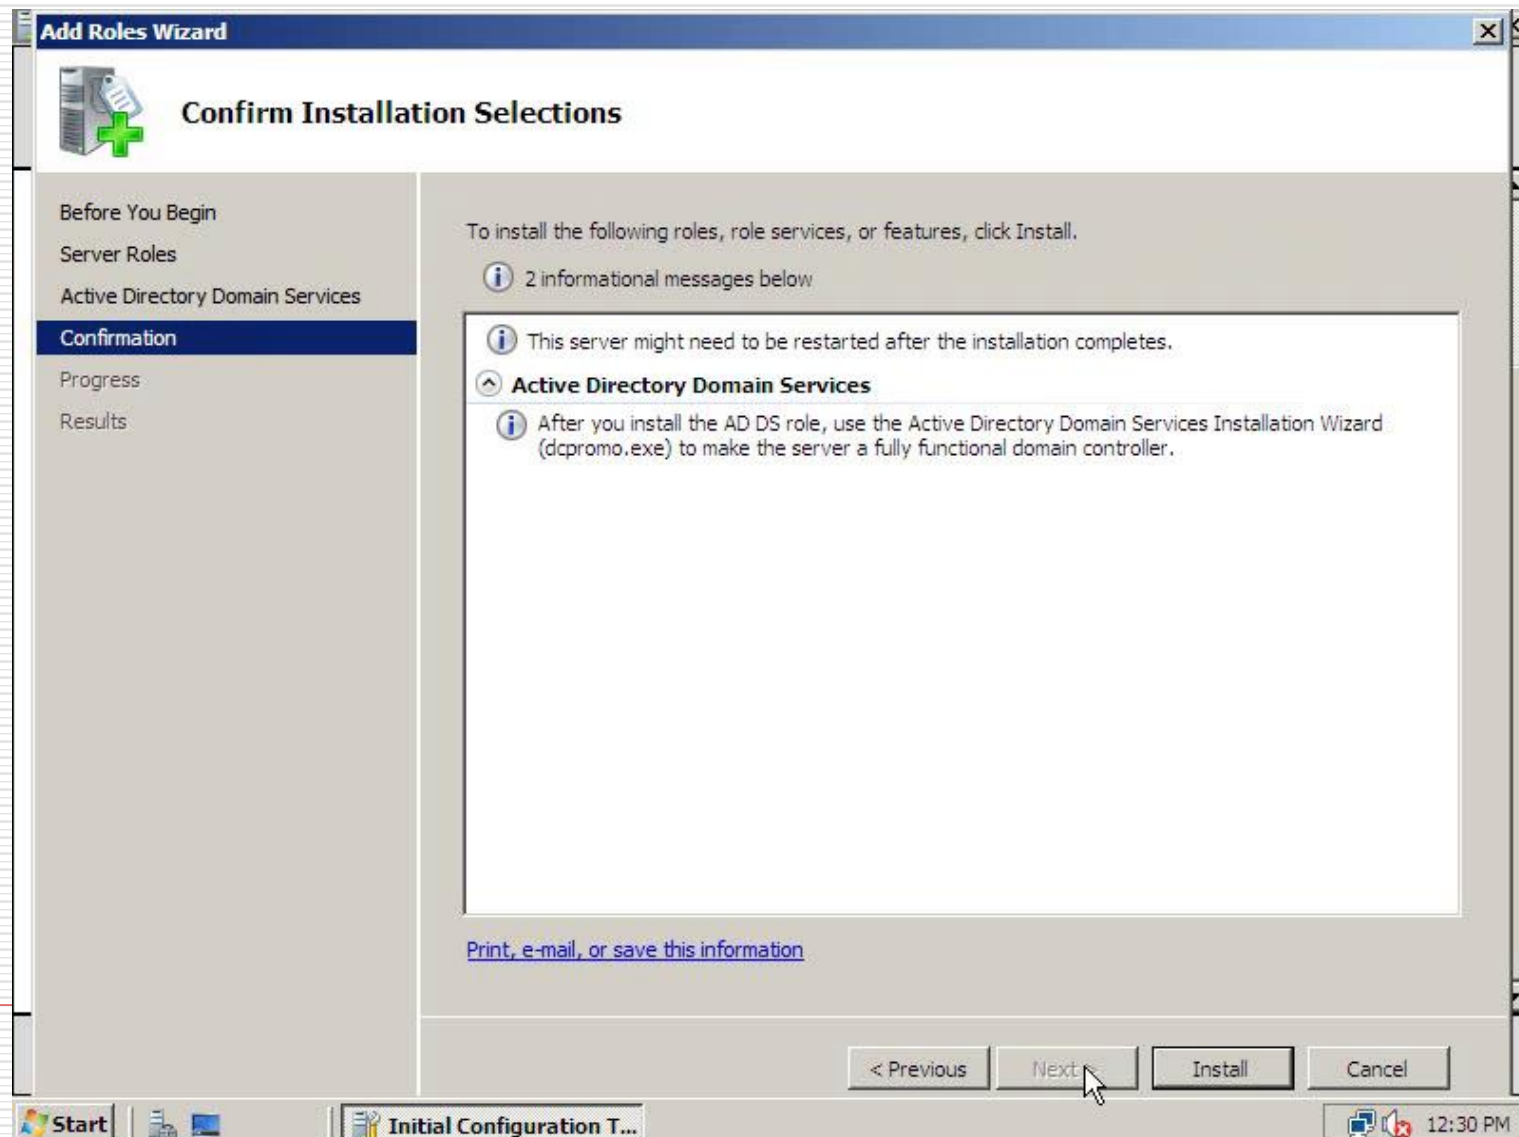 Add Roles Wizard
Confirm Installation Selections
Before You Begin
Server Roles
Active Directory Domain Services
Confirmation
Progress
Results
To install the following roles, role services, or features, click Install.
2 informational messages below
This server might need to be restarted after the installation completes.
Active Directory Domain Services
After you install the AD DS role, use the Active Directory Domain Services Installation Wizard
(dcpromo.exe) to make the server a fully functional domain controller.
Print, e-mail, or save this information
< Previous
Next >
Install
Cancel
Start
Initial Configuration T...
12:30 PM